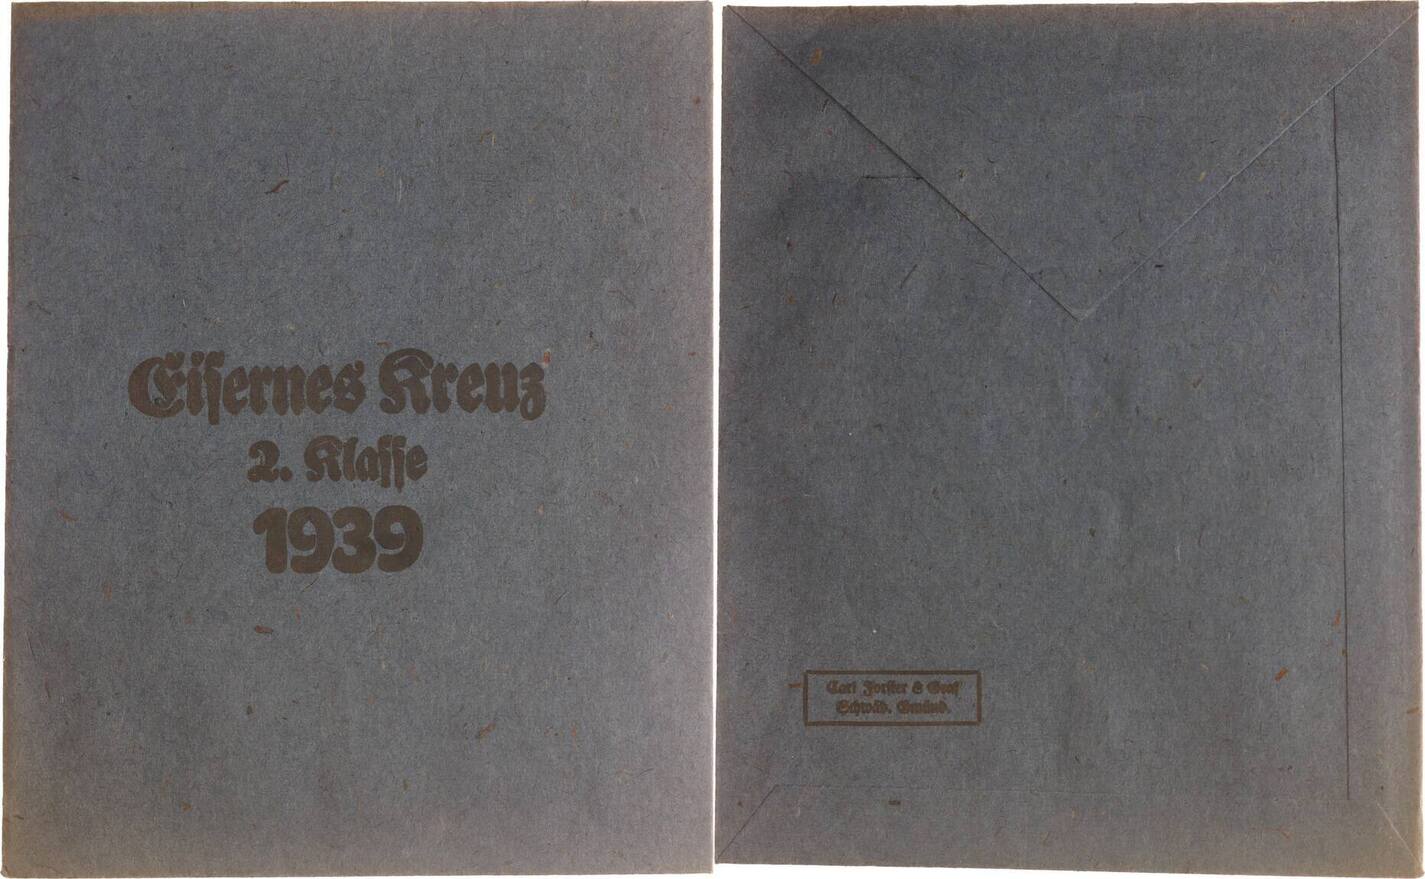 Eisernes Kreuz
2. Klasse
1939
Carl Forster & Graf
Schwäb. Gmünd.